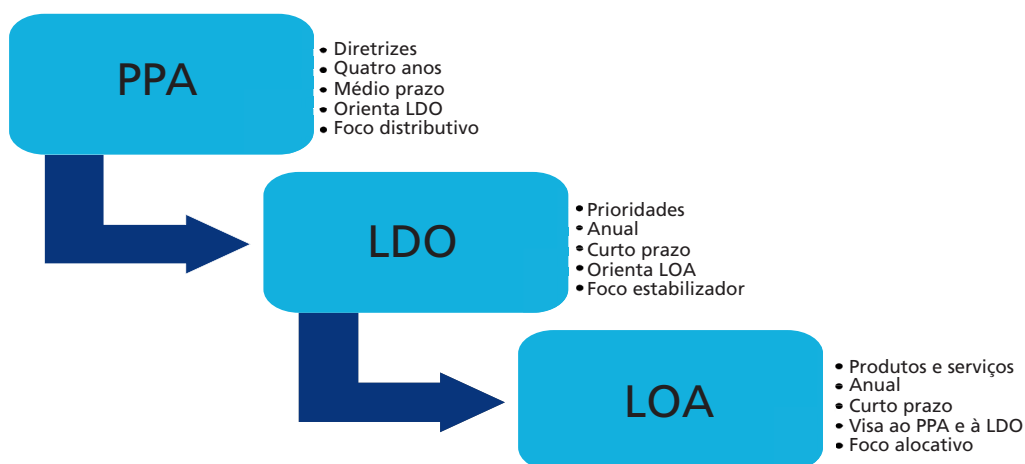 PPA
• Diretrizes
• Quatro anos
• Médio prazo
• Orienta LDO
• Foco distributivo
LDO
• Prioridades
• Anual
• Curto prazo
• Orienta LOA
• Foco estabilizador
LOA
• Produtos e serviços
• Anual
• Curto prazo
• Visa ao PPA e à LDO
• Foco alocativo